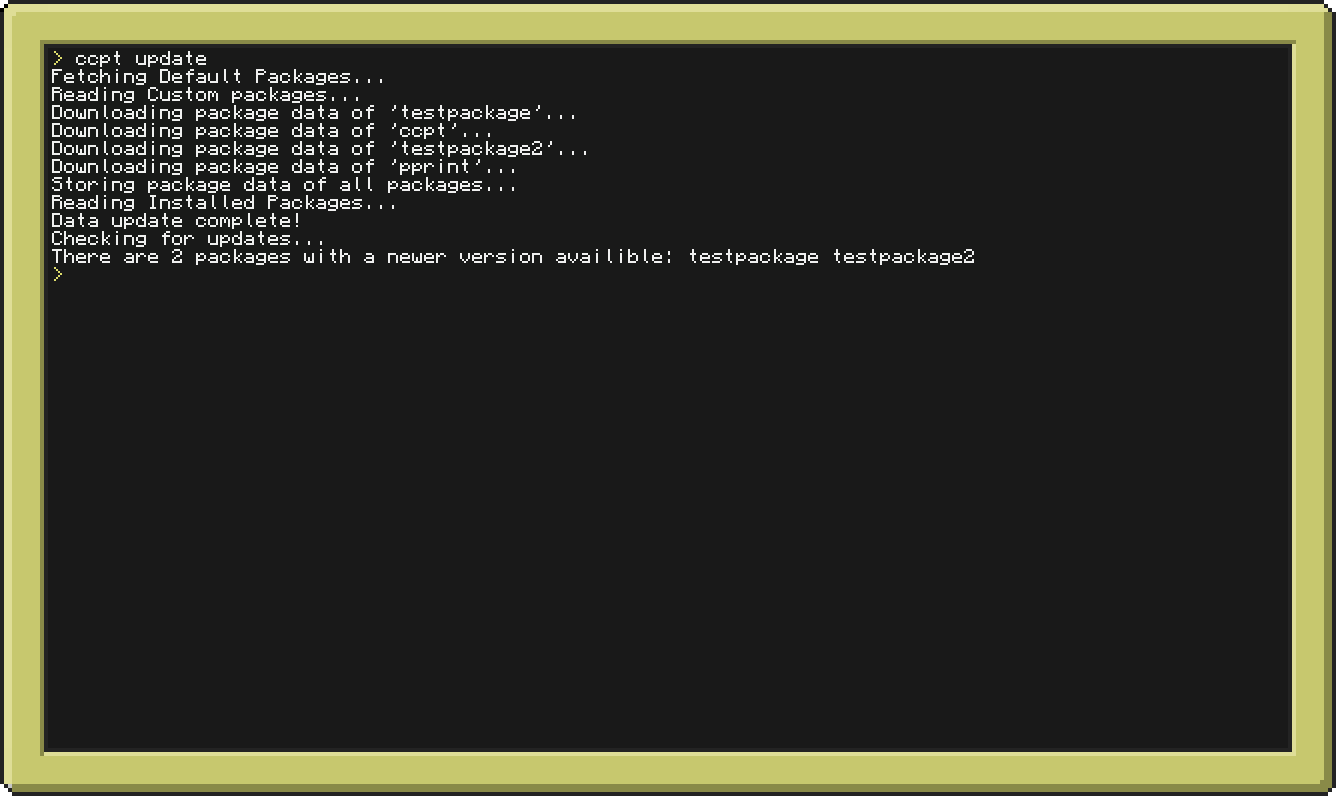 > ccpt update
Fetching Default Packages...
Reading Custom packages...
Downloading package data of 'testpackage'...
Downloading package data of 'ccpt'...
Downloading package data of 'testpackage2'...
Downloading package data of 'pprint'...
Storing package data of all packages...
Reading Installed Packages...
Data update complete!
Checking for updates...
There are 2 packages with a newer version availible: testpackage testpackage2
>